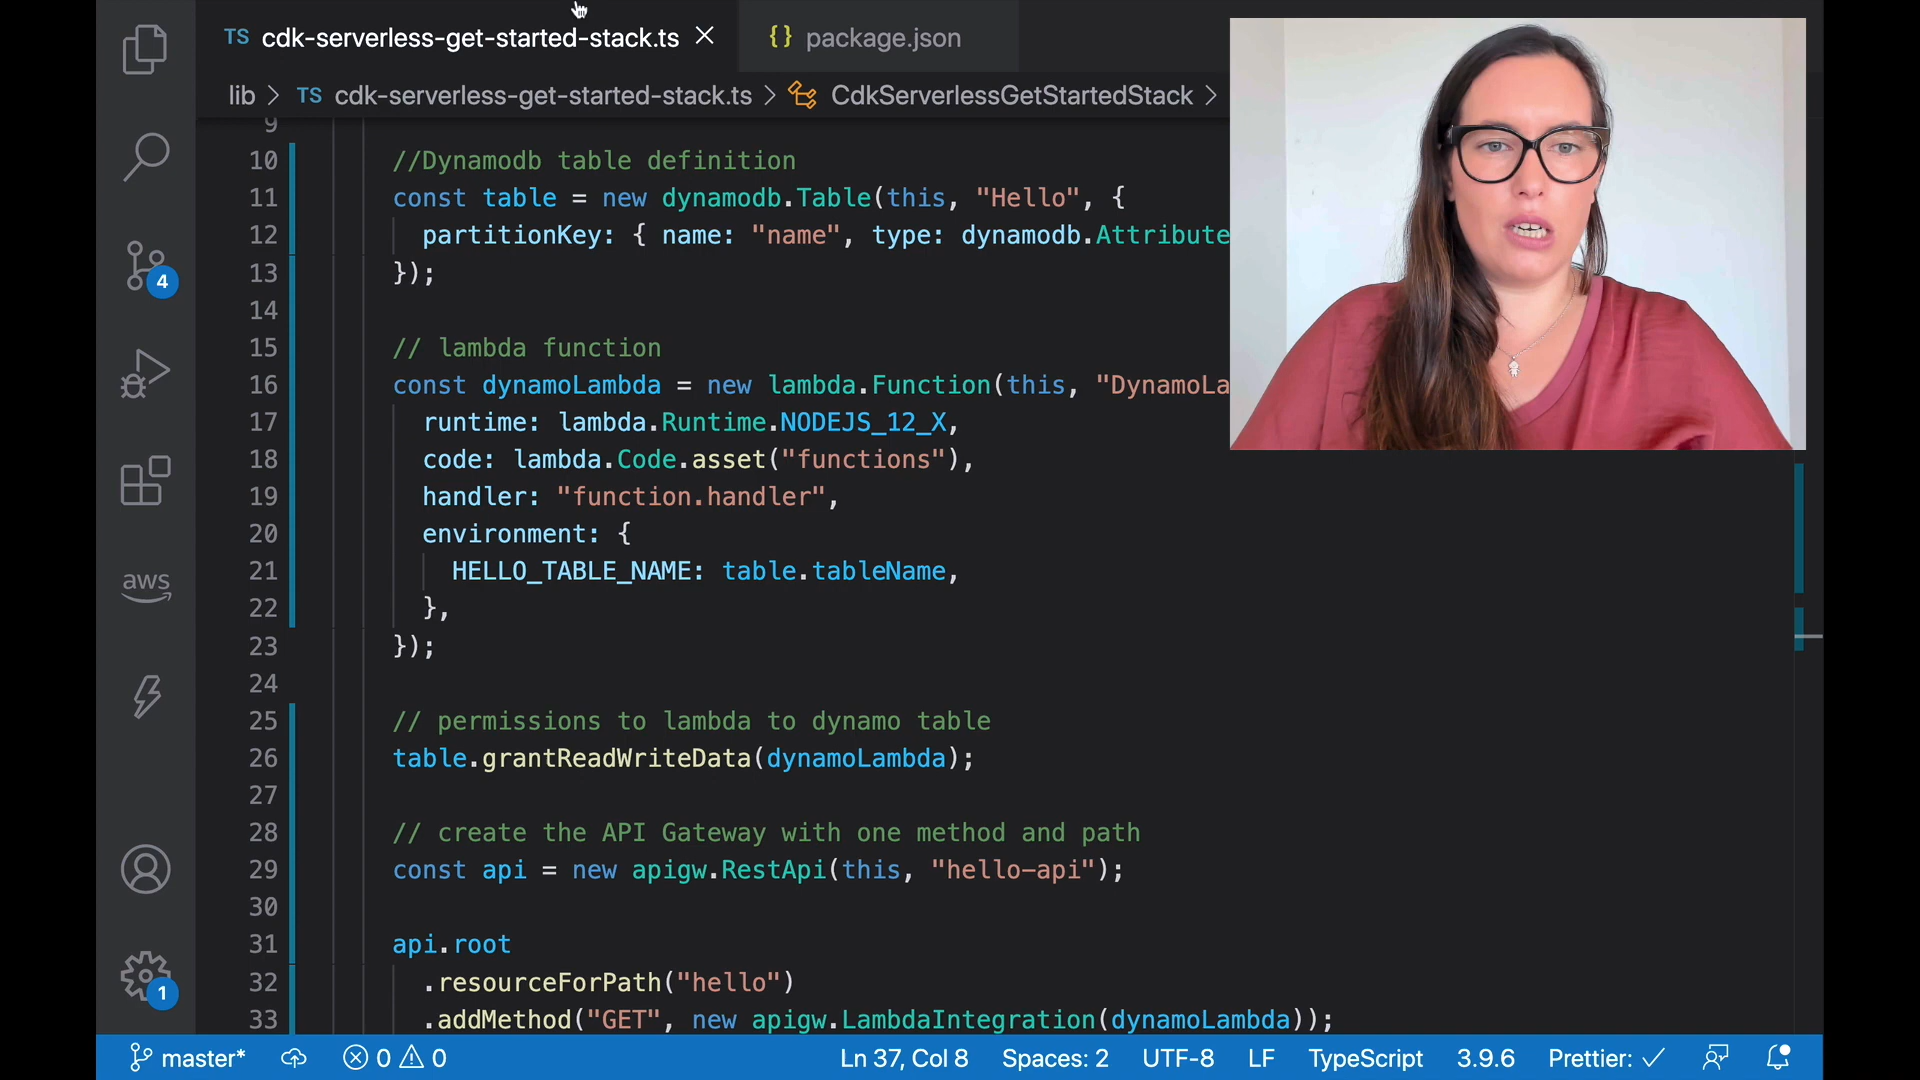 TS cdk-serverless-get-started-stack.ts
{} package.json
lib > TS cdk-serverless-get-started-stack.ts > CdkServerlessGetStartedStack >
9
10 //Dynamodb table definition
11 const table = new dynamodb.Table(this, "Hello", {
12 partitionKey: { name: "name", type: dynamodb.Attribute
13 });
14
15 // lambda function
16 const dynamoLambda = new lambda.Function(this, "DynamoLa
17 runtime: lambda.Runtime.NODEJS_12_X,
18 code: lambda.Code.asset("functions"),
19 handler: "function.handler",
20 environment: {
21 HELLO_TABLE_NAME: table.tableName,
22 },
23 });
24
25 // permissions to lambda to dynamo table
26 table.grantReadWriteData(dynamoLambda);
27
28 // create the API Gateway with one method and path
29 const api = new apigw.RestApi(this, "hello-api");
30
31 api.root
32 .resourceForPath("hello")
33 .addMethod("GET", new apigw.LambdaIntegration(dynamoLambda));
4
aws
1
master* 0 0 Ln 37, Col 8 Spaces: 2 UTF-8 LF TypeScript 3.9.6 Prettier: ✓